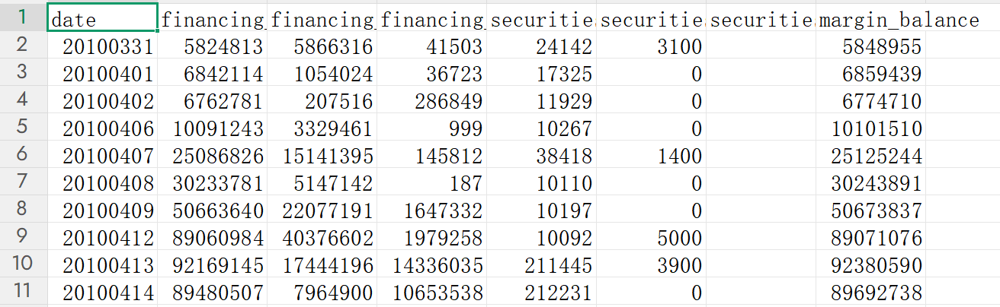 1 date financing_ financing_ financing_ securitie securitie securitie margin_balance
2 20100331 5824813 5866316 41503 24142 3100 5848955
3 20100401 6842114 1054024 36723 17325 0 6859439
4 20100402 6762781 207516 286849 11929 0 6774710
5 20100406 10091243 3329461 999 10267 0 10101510
6 20100407 25086826 15141395 145812 38418 1400 25125244
7 20100408 30233781 5147142 187 10110 0 30243891
8 20100409 50663640 22077191 1647332 10197 0 50673837
9 20100412 89060984 40376602 1979258 10092 5000 89071076
10 20100413 92169145 17444196 14336035 211445 3900 92380590
11 20100414 89480507 7964900 10653538 212231 0 89692738